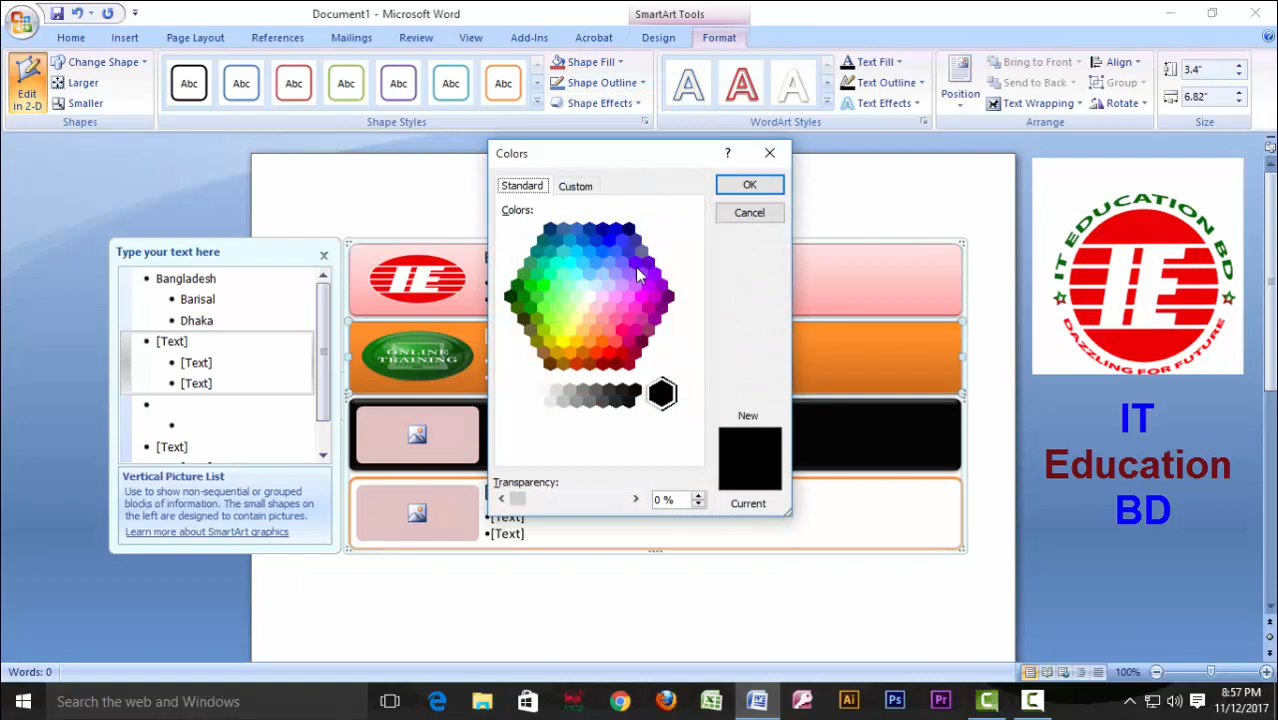 Document1 - Microsoft Word
SmartArt Tools
Home
Insert
Page Layout
References
Mailings
Review
View
Add-Ins
Acrobat
Design
Format
Edit
in 2-D
Change Shape
Larger
Smaller
Shapes
Abc
Abc
Abc
Abc
Abc
Abc
Abc
Shape Fill
Shape Outline
Shape Effects
Shape Styles
A
A
A
Text Fill
Text Outline
Text Effects
WordArt Styles
Position
Bring to Front
Send to Back
Text Wrapping
Align
Group
Rotate
Arrange
3.4"
6.82"
Size
Type your text here
Bangladesh
Barisal
Dhaka
[Text]
[Text]
[Text]
[Text]
Vertical Picture List
Use to show non-sequential or grouped
blocks of information. The small shapes on
the left are designed to contain pictures.
Learn more about SmartArt graphics
IE
ONLINE
TRAINING
[Text]
[Text]
Colors
?
Standard
Custom
Colors:
OK
Cancel
New
Current
Transparency:
0 %
IT EDUCATION BD
IE
DAZZLING FOR FUTURE
IT
Education
BD
Words: 0
100%
Search the web and Windows
Ai
Ps
Pr
8:57 PM
11/12/2017